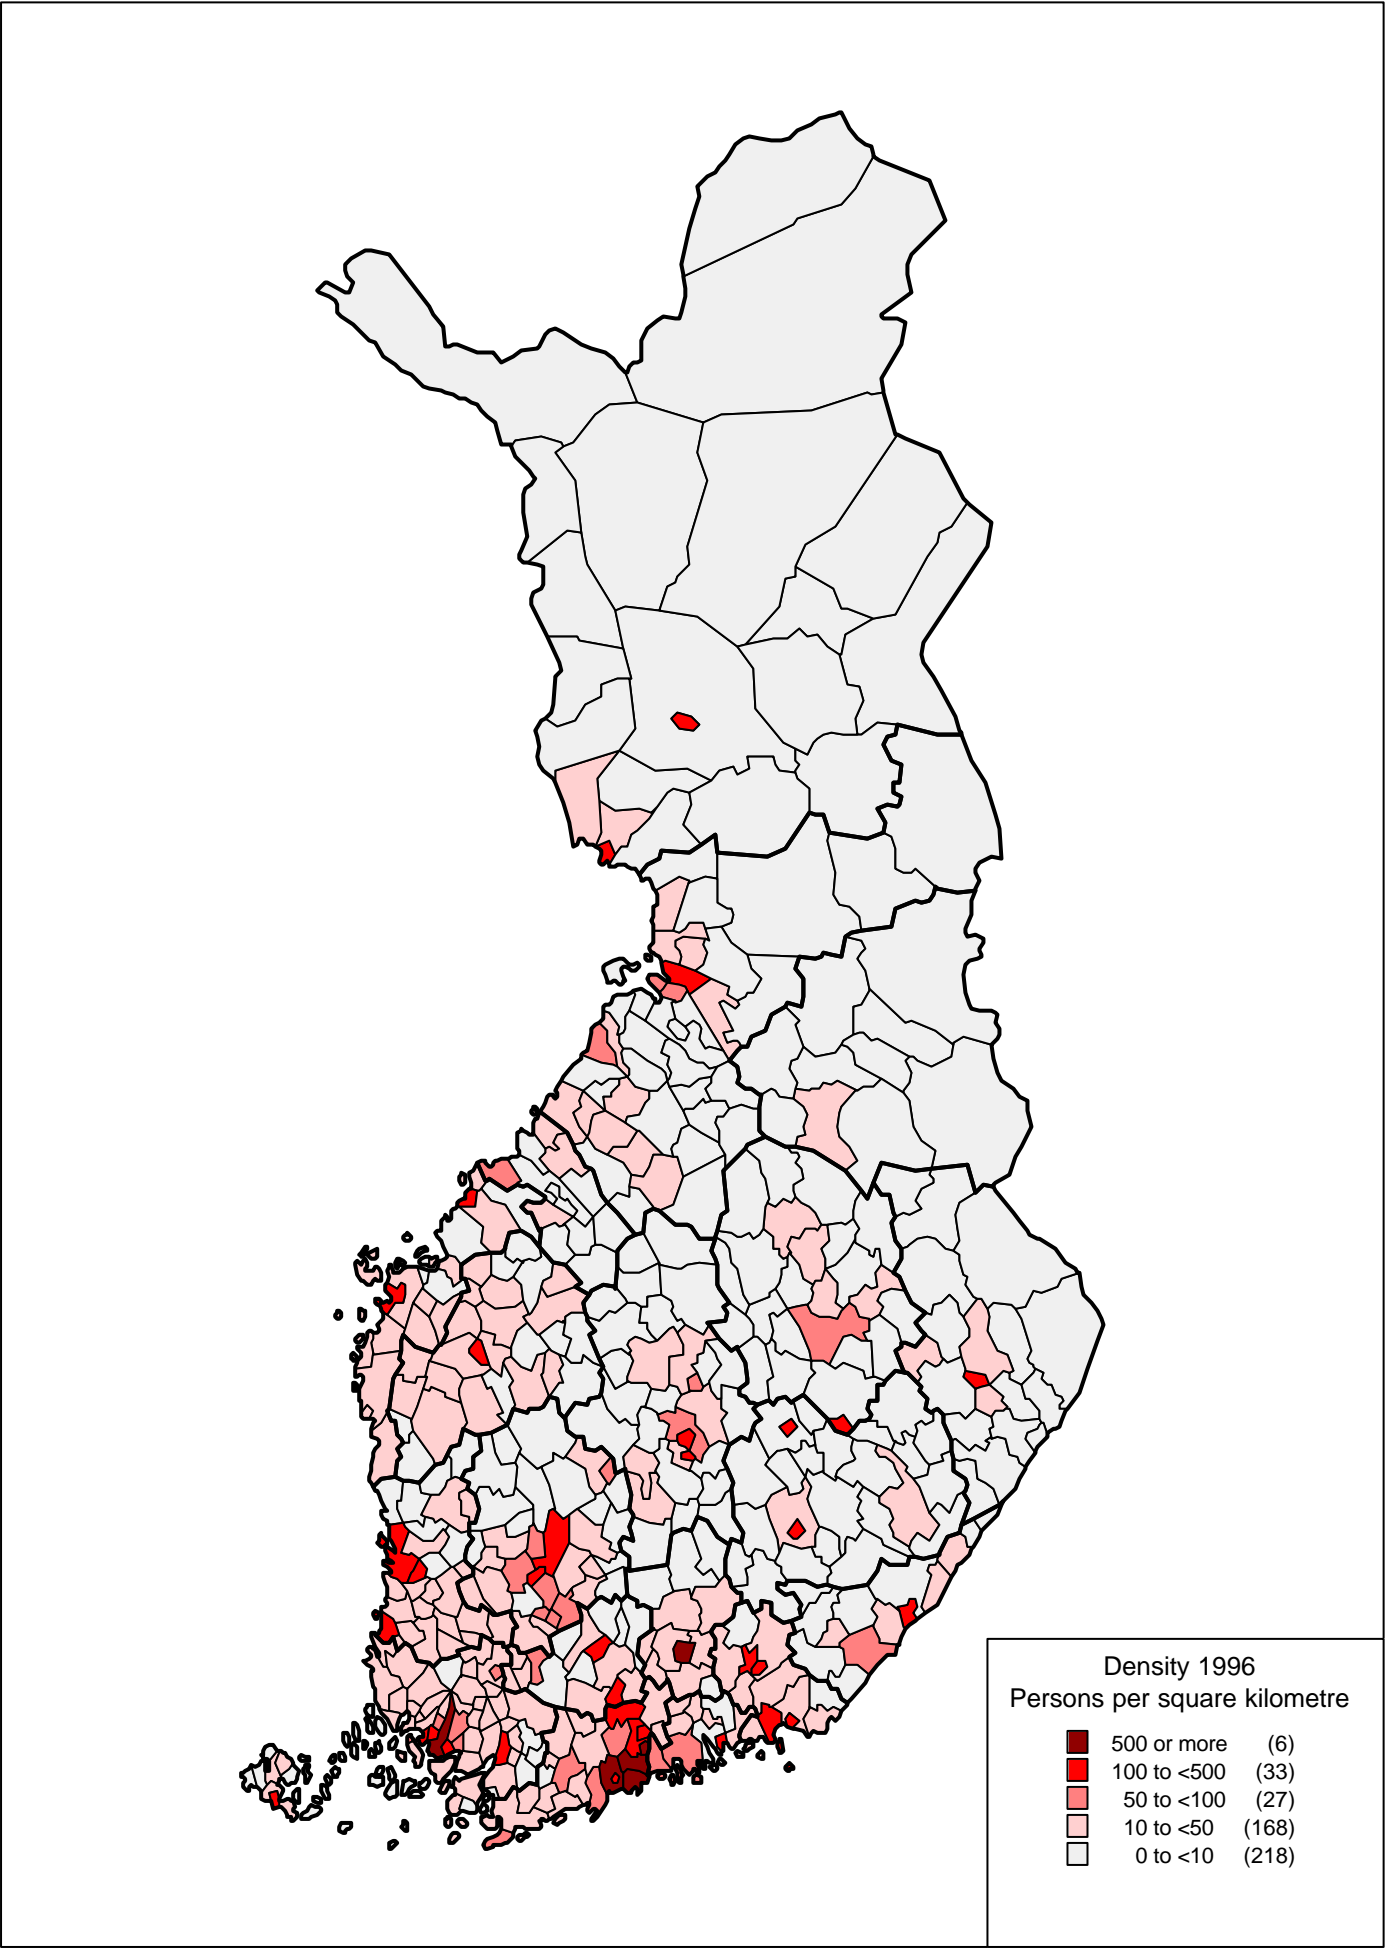 Density 1996
Persons per square kilometre
500 or more (6)
100 to <500 (33)
50 to <100 (27)
10 to <50 (168)
0 to <10 (218)